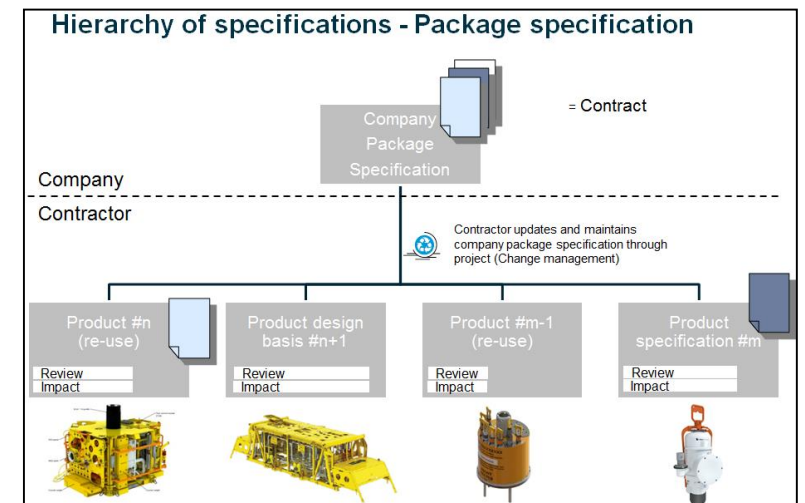 Hierarchy of specifications - Package specification
Company
Package
Specification
= Contract
Company
Contractor
Contractor updates and maintains
company package specification through
project (Change management)
Product #n
(re-use)
Review
Impact
Product design
basis #n+1
Review
Impact
Product #m-1
(re-use)
Review
Impact
Product
specification #m
Review
Impact